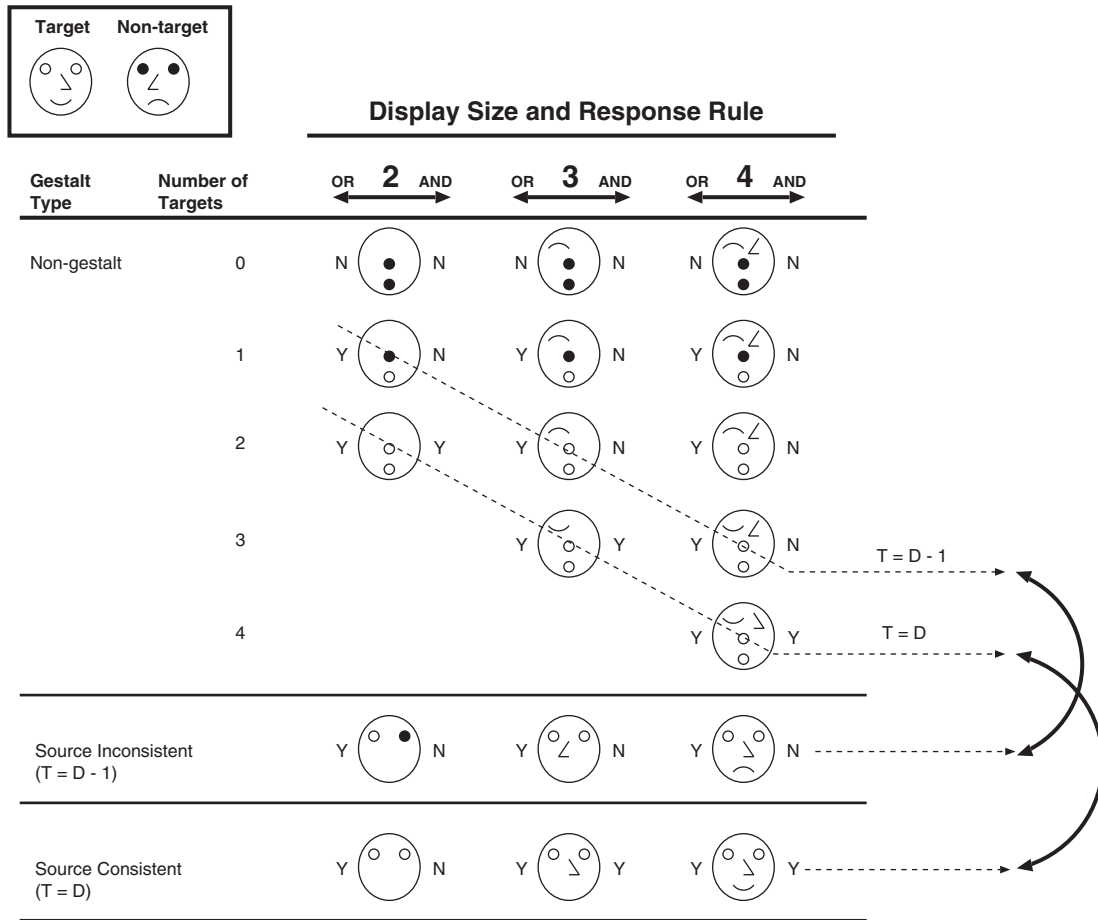 Target Non-target
Display Size and Response Rule
Gestalt Type Number of Targets OR 2 AND OR 3 AND OR 4 AND
Non-gestalt 0 N N N N N N
1 Y N Y N Y N
2 Y Y Y N Y N
3 Y Y Y N
T = D - 1
4 Y Y
T = D
Source Inconsistent
(T = D - 1)
Y N Y N Y N
Source Consistent
(T = D)
Y N Y Y Y Y